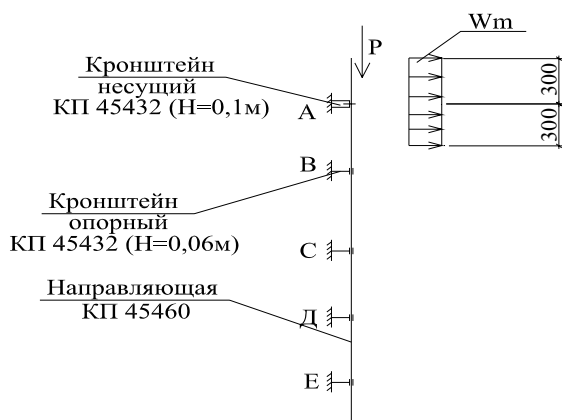 Wm
P
Кронштейн
несущий
КП 45432 (H=0,1м)
A
300
300
B
Кронштейн
опорный
КП 45432 (H=0,06м)
C
Направляющая
КП 45460
Д
E